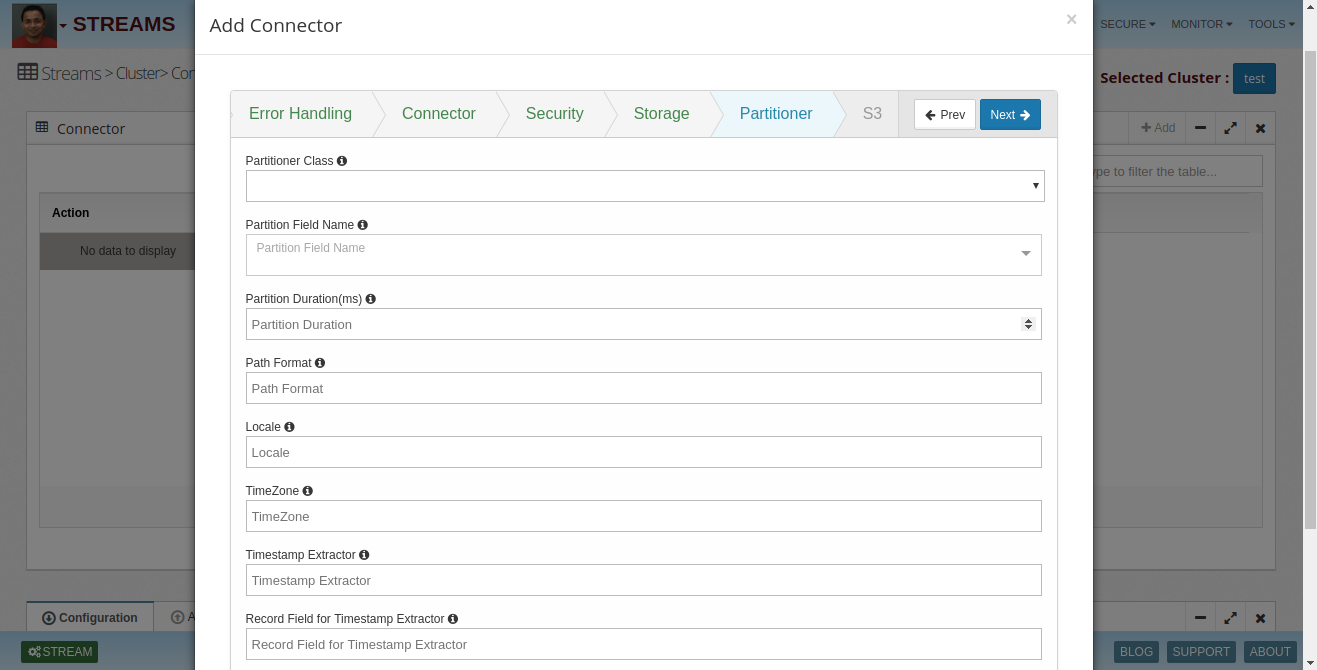 STREAMS
Add Connector
×
SECURE
MONITOR
TOOLS
Streams > Cluster> Con
Selected Cluster :
test
Error Handling
Connector
Security
Storage
Partitioner
S3
Prev
Next
Connector
Add
Partitioner Class
ype to filter the table...
Action
No data to display
Partition Field Name
Partition Field Name
Partition Duration(ms)
Partition Duration
Path Format
Path Format
Locale
Locale
TimeZone
TimeZone
Timestamp Extractor
Timestamp Extractor
Record Field for Timestamp Extractor
Record Field for Timestamp Extractor
Configuration
A
STREAM
BLOG
SUPPORT
ABOUT